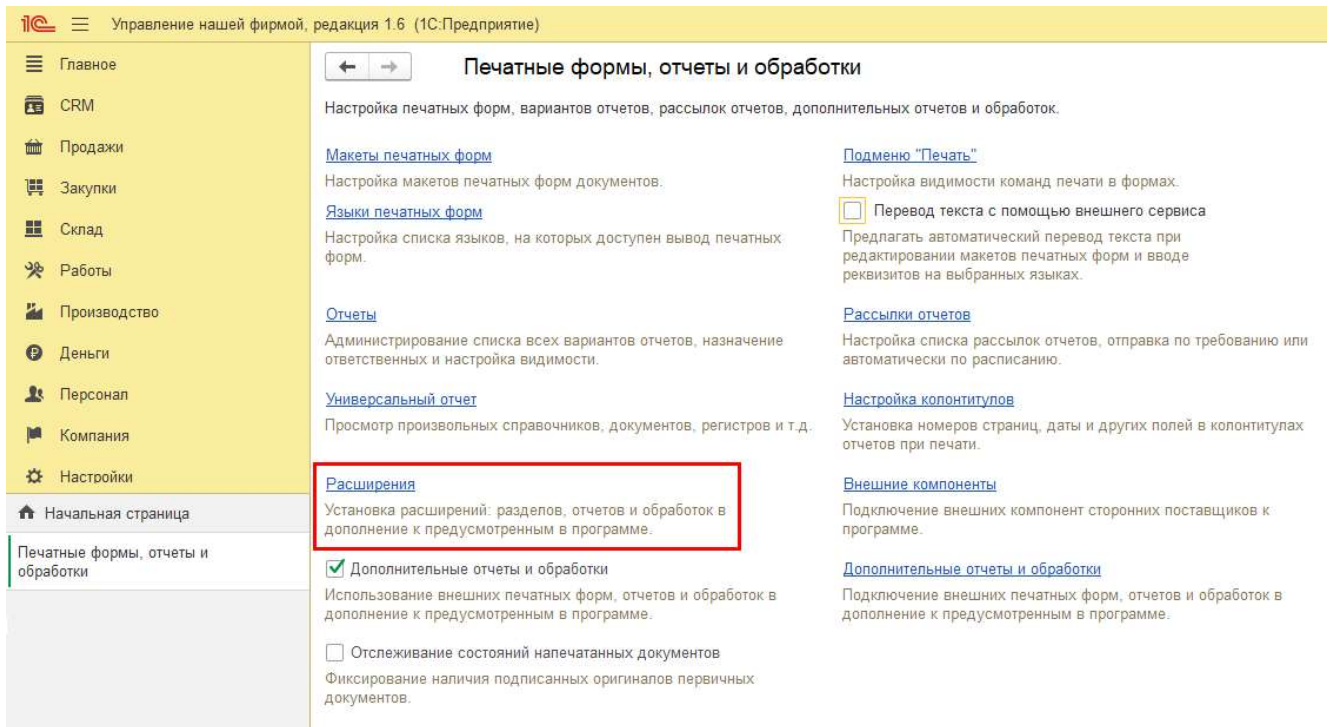 1С Управление нашей фирмой, редакция 1.6 (1С:Предприятие)
Главное
CRM
Продажи
Закупки
Склад
Работы
Производство
Деньги
Персонал
Компания
Настройки
Начальная страница
Печатные формы, отчеты и
обработки
Печатные формы, отчеты и обработки
Настройка печатных форм, вариантов отчетов, рассылок отчетов, дополнительных отчетов и обработок.
Макеты печатных форм
Настройка макетов печатных форм документов.
Языки печатных форм
Настройка списка языков, на которых доступен вывод печатных
форм.
Отчеты
Администрирование списка всех вариантов отчетов, назначение
ответственных и настройка видимости.
Универсальный отчет
Просмотр произвольных справочников, документов, регистров и т.д.
Расширения
Установка расширений: разделов, отчетов и обработок в
дополнение к предусмотренным в программе.
Дополнительные отчеты и обработки
Использование внешних печатных форм, отчетов и обработок в
дополнение к предусмотренным в программе.
Отслеживание состояний напечатанных документов
Фиксирование наличия подписанных оригиналов первичных
документов.
Подменю "Печать"
Настройка видимости команд печати в формах.
Перевод текста с помощью внешнего сервиса
Предлагать автоматический перевод текста при
редактировании макетов печатных форм и вводе
реквизитов на выбранных языках.
Рассылки отчетов
Настройка списка рассылок отчетов, отправка по требованию или
автоматически по расписанию.
Настройка колонтитулов
Установка номеров страниц, даты и других полей в колонтитулах
отчетов при печати.
Внешние компоненты
Подключение внешних компонент сторонних поставщиков к
программе.
Дополнительные отчеты и обработки
Подключение внешних печатных форм, отчетов и обработок в
дополнение к предусмотренным в программе.